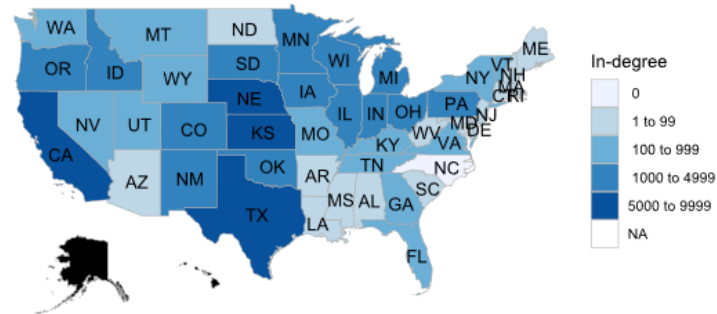 WA
MT
ND
MN
ME
OR
ID
SD
WI
MI
VT
NH
NY
MA
WY
CT
RI
NE
IA
IL
IN
OH
PA
NJ
NV
UT
CO
KS
MO
WV
MD
DE
KY
VA
CA
AZ
NM
OK
AR
TN
NC
SC
TX
MS
AL
GA
LA
FL
In-degree
0
1 to 99
100 to 999
1000 to 4999
5000 to 9999
NA